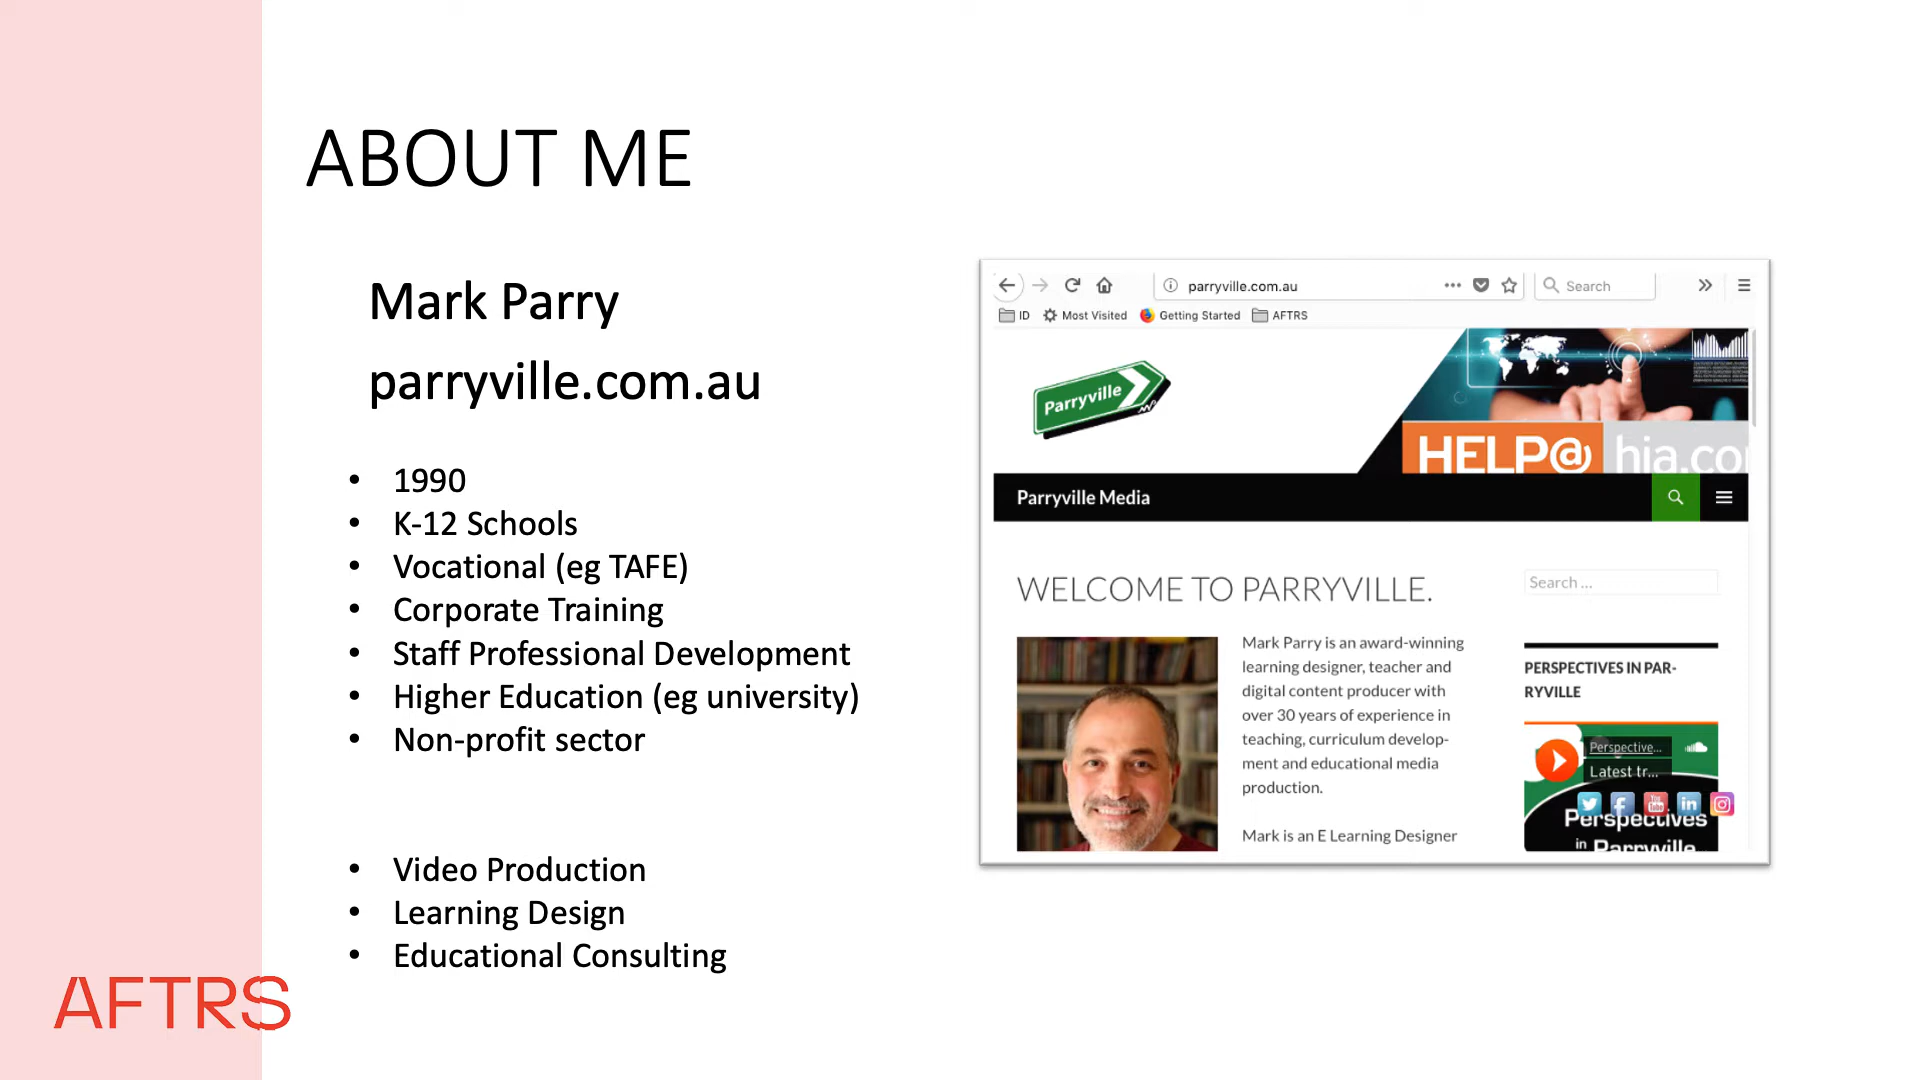 ABOUT ME
Mark Parry
parryville.com.au
• 1990
• K-12 Schools
• Vocational (eg TAFE)
• Corporate Training
• Staff Professional Development
• Higher Education (eg university)
• Non-profit sector
• Video Production
• Learning Design
• Educational Consulting
AFTRS
parryville.com.au
Search
ID Most Visited Getting Started AFTRS
Parryville
HELP@ hia.co
Parryville Media
WELCOME TO PARRYVILLE.
Mark Parry is an award-winning
learning designer, teacher and
digital content producer with
over 30 years of experience in
teaching, curriculum develop-
ment and educational media
production.
Mark is an E Learning Designer
Search ...
PERSPECTIVES IN PAR-
RYVILLE
Perspective...
Latest tr...
Perspectives
in Parryville